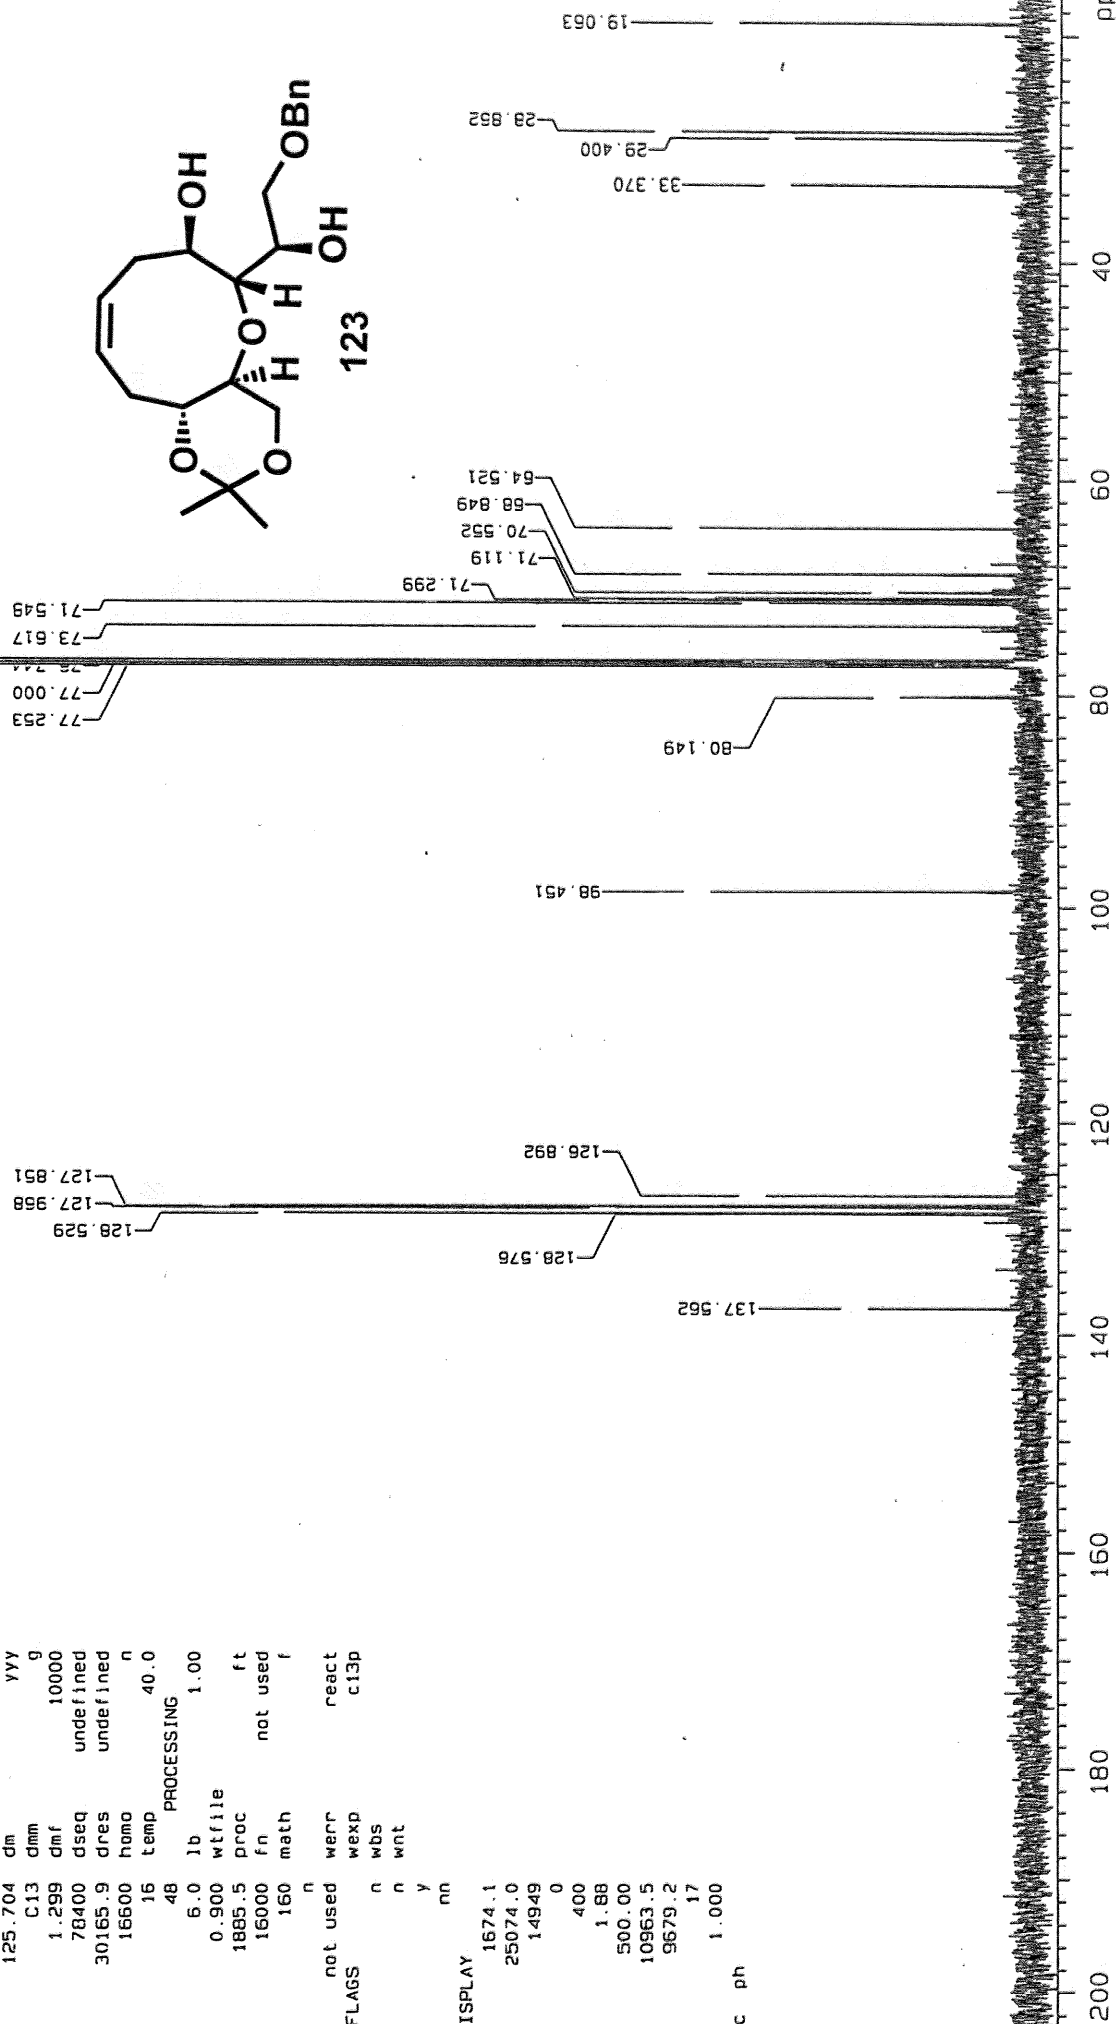 125.704 dm yyy
C13 dmm g
1.299 dmf 10000
78400 dseq undefined
30165.9 dres undefined
16600 homo n
16 temp 40.0
48 PROCESSING
6.0 lb 1.00
0.900 wtfile
1885.5 proc ft
16000 fn not used
160 math f
n
not used werr react
FLAGS wexp c13p
n wbs
n wnt
y
nn
ISPLAY
1674.1
25074.0
14949
0
400
1.88
500.00
10963.5
9679.2
17
1.000
c ph
137.562
128.576
128.529
127.968
127.851
126.892
98.451
80.149
77.253
77.000
76.744
73.617
71.549
71.299
71.119
70.552
68.849
64.521
33.370
29.400
28.852
19.063
OH
OBn
OH
H
O
H
O
O
123
200
180
160
140
120
100
80
60
40
pp